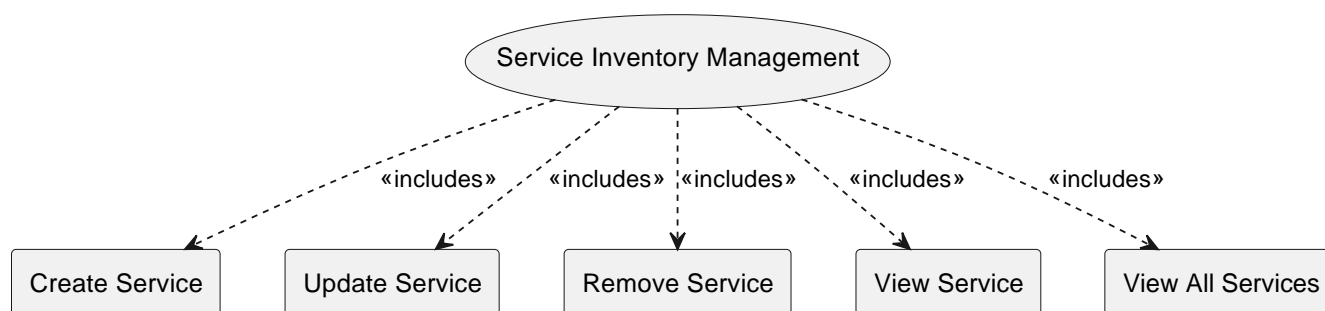 Service Inventory Management
«includes» «includes» «includes» «includes» «includes»
Create Service Update Service Remove Service View Service View All Services